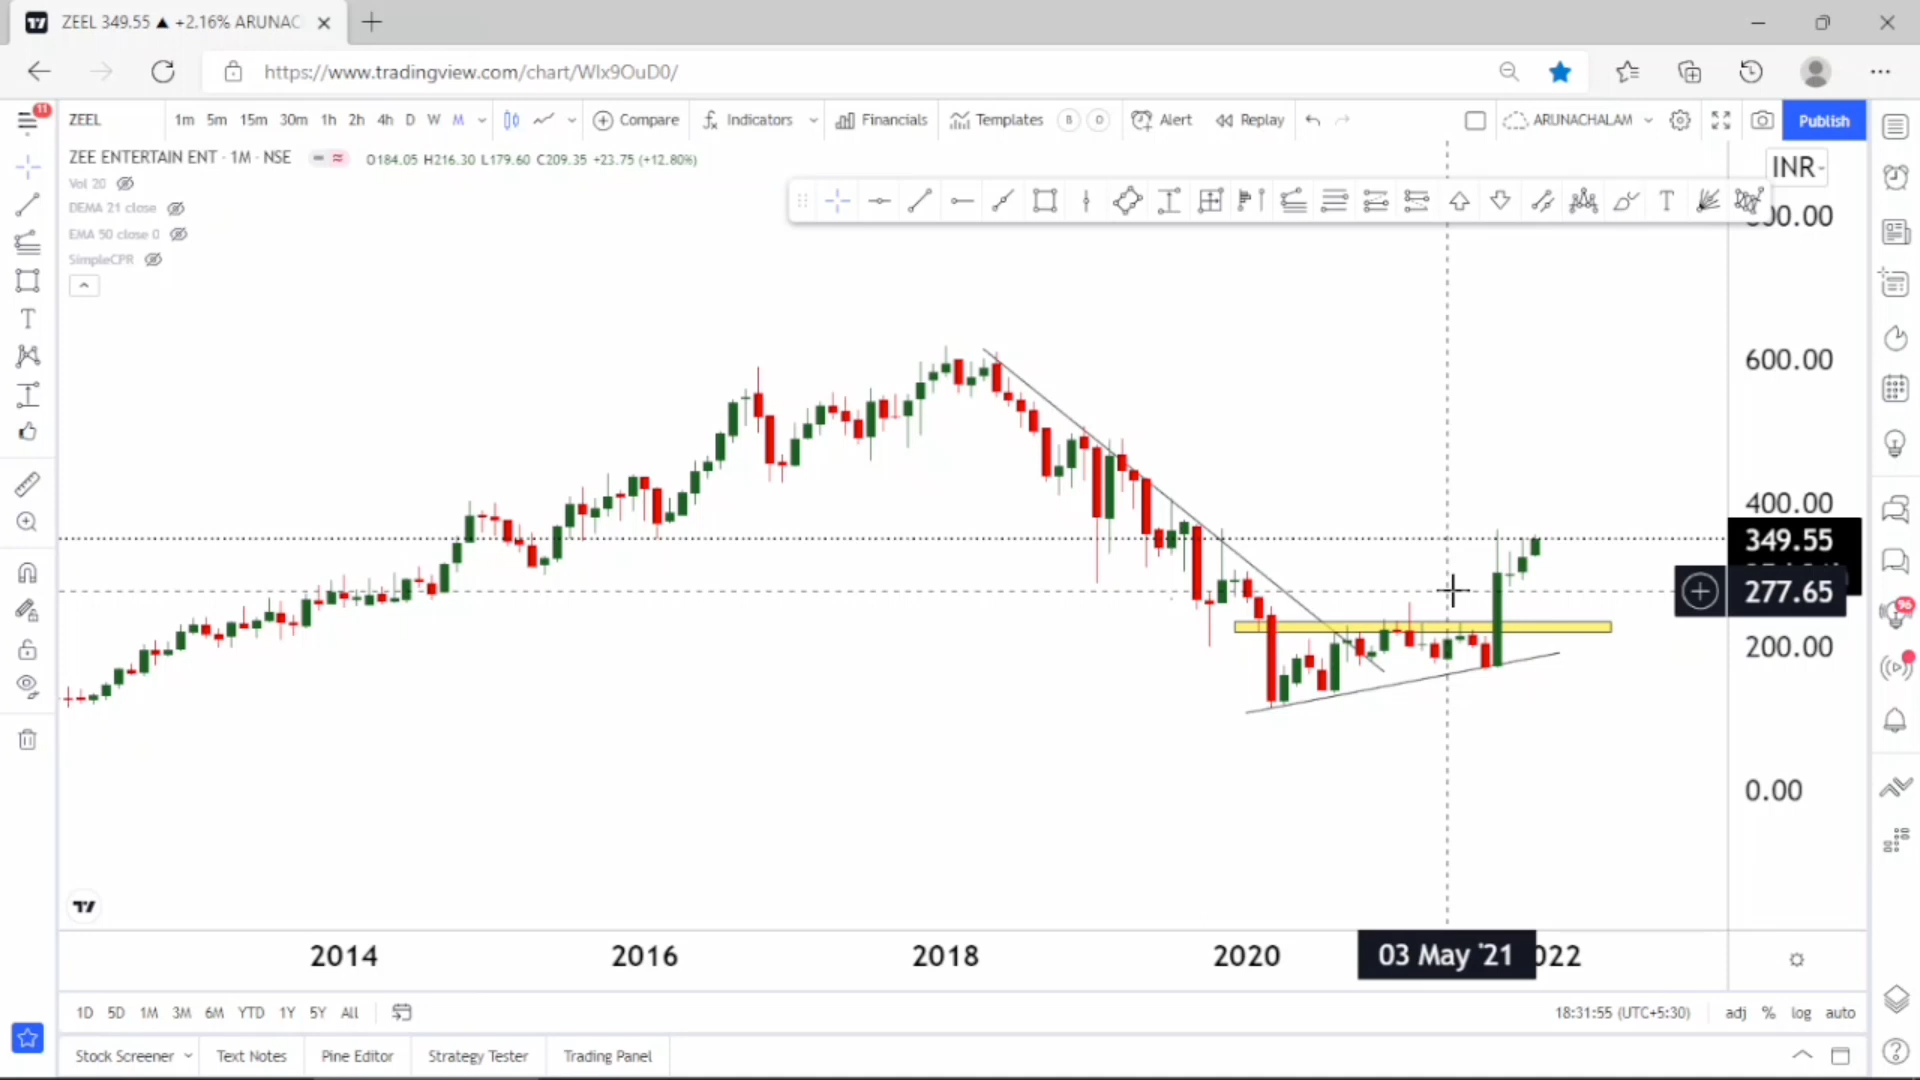 ZEEL 349.55 ▲ +2.16% ARUNAC
https://www.tradingview.com/chart/WIx9OuD0/
11
ZEEL 1m 5m 15m 30m 1h 2h 4h D W M Compare Indicators Financials Templates B O Alert Replay ARUNACHALAM Publish
ZEE ENTERTAIN ENT · 1M · NSE O184.05 H216.30 L179.60 C209.35 +23.75 (+12.80%)
INR
Vol 20
DEMA 21 close
EMA 50 close 0
SimpleCPR
T
T
600.00
400.00
349.55
277.65
200.00
0.00
96
2014 2016 2018 2020 03 May '21 022
1D 5D 1M 3M 6M YTD 1Y 5Y All 18:31:55 (UTC+5:30) adj % log auto
Stock Screener Text Notes Pine Editor Strategy Tester Trading Panel